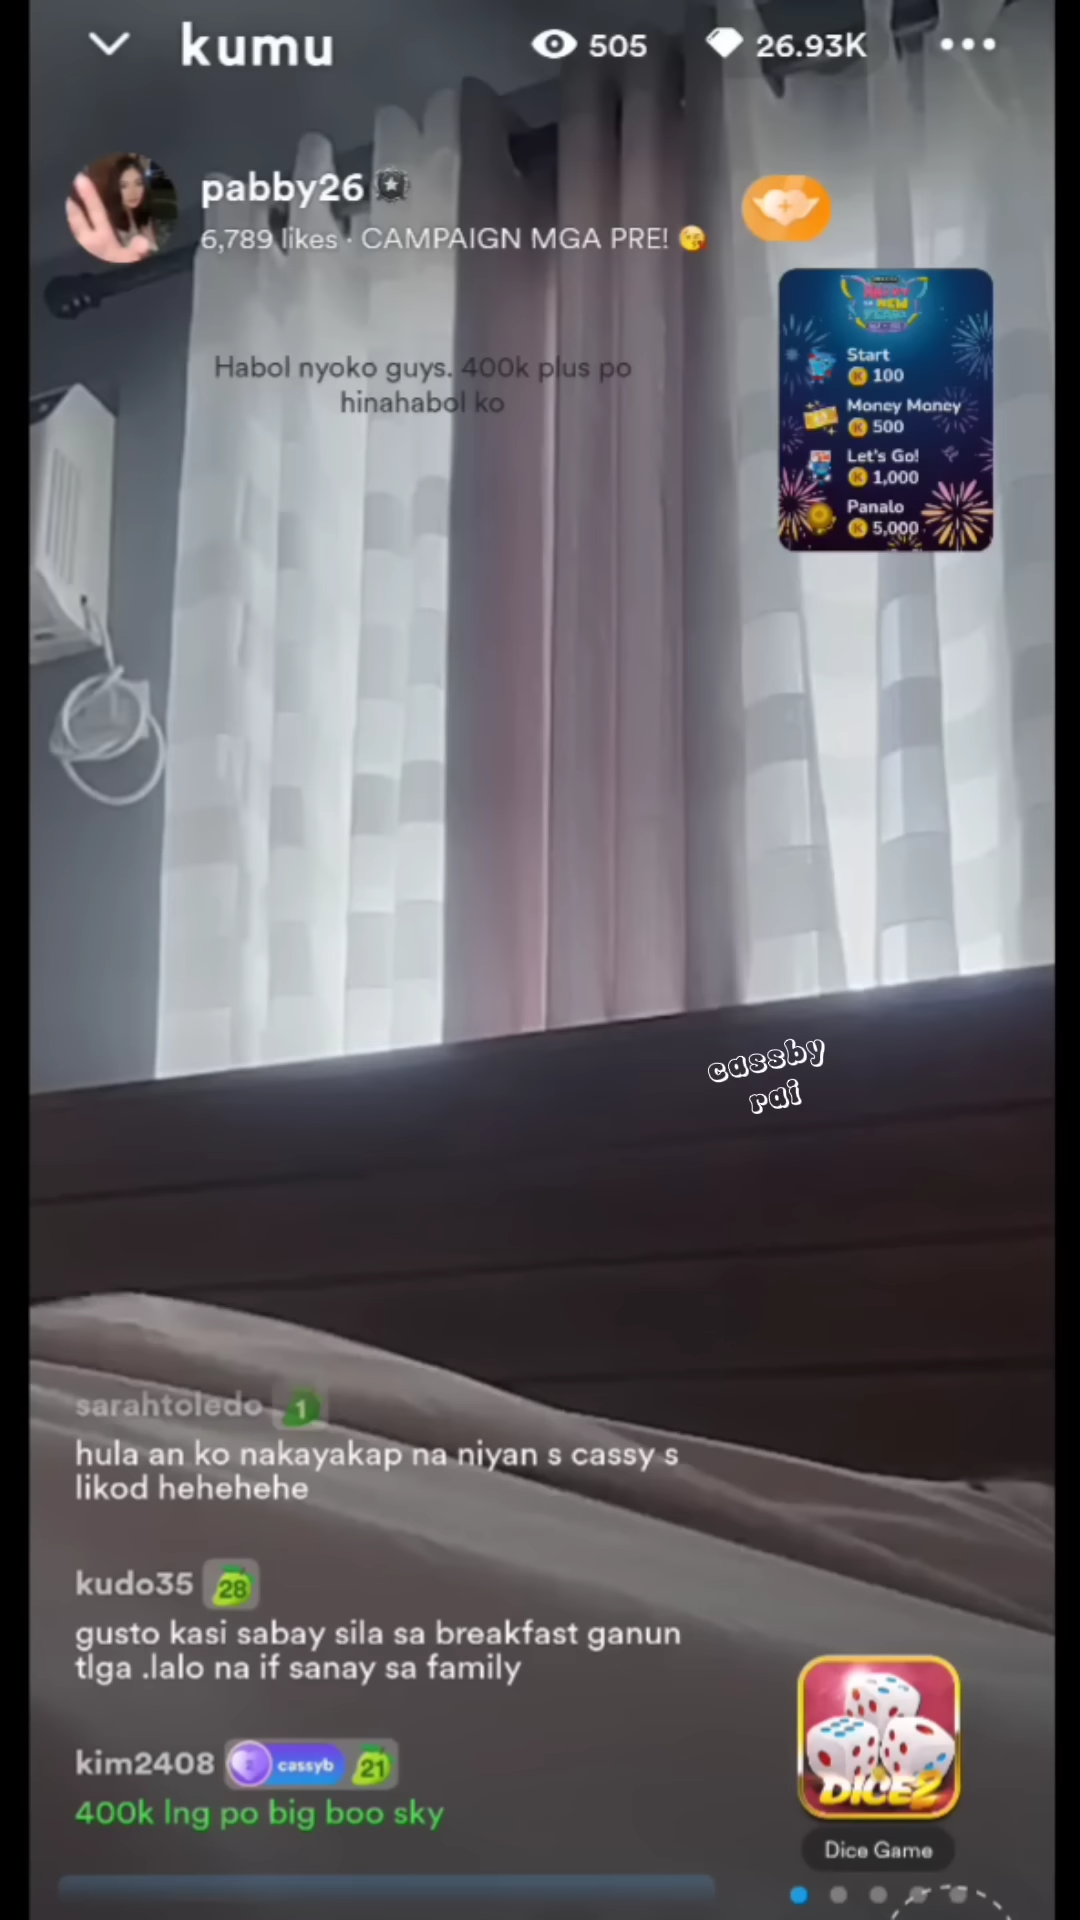 kumu 505 26.93K
pabby26
6,789 likes · CAMPAIGN MGA PRE! 😘
Habol nyoko guys. 400k plus po
hinahabol ko
Start
100
Money Money
500
Let's Go!
1,000
Panalo
5,000
cassby
rai
sarahtoledo 1
hula an ko nakayakap na niyan s cassy s
likod hehehehe
kudo35 28
gusto kasi sabay sila sa breakfast ganun
tlga .lalo na if sanay sa family
kim2408 cassyb 21
400k lng po big boo sky
DICE2
Dice Game